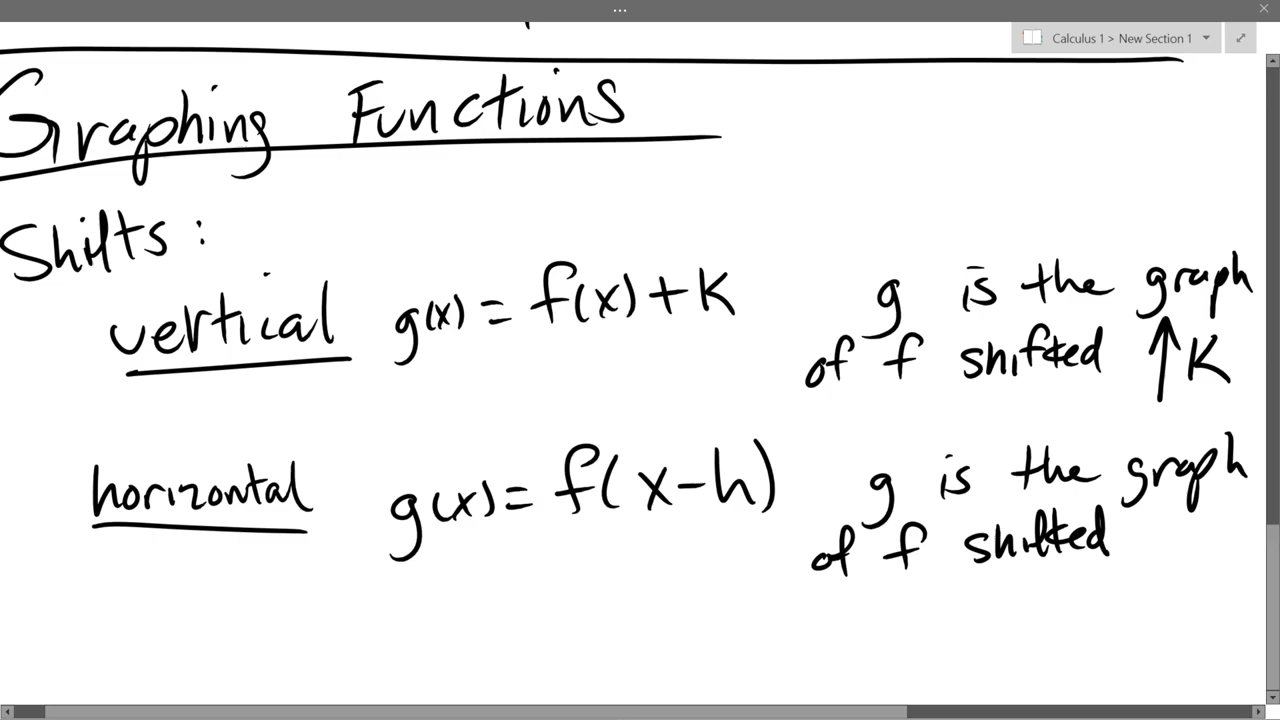 ...
Calculus 1 > New Section 1
Graphing Functions
Shifts:
vertical g(x) = f(x) + K g is the graph
of f shifted ↑ K
horizontal g(x) = f(x-h) g is the graph
of f shifted